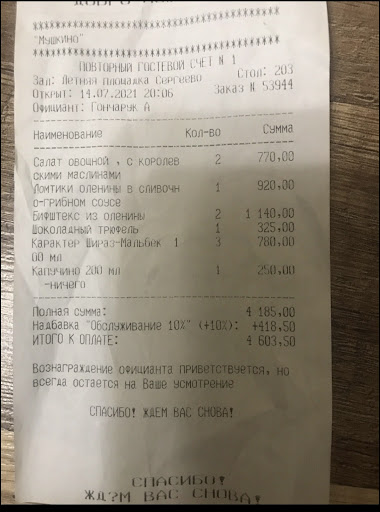 "Мушкино"
ПОВТОРНЫЙ ГОСТЕВОЙ СЧЕТ N 1
Зал: Летняя площадка Сергеево Стол: 203
Открыт: 14.07.2021 20:06 Заказ N 53944
Официант: Гончарук А
Наименование Кол-во Сумма
Салат овощной , с королев 2 770,00
скими маслинами
Ломтики оленины в сливочн 1 920,00
о-грибном соусе
Бифштекс из оленины 2 1 140,00
Шоколадный трюфель 1 325,00
Карактер Шираз-Мальбек 1 3 780,00
00 мл
Капучино 200 мл 1 250,00
-ничего
Полная сумма: 4 185,00
Надбавка "Обслуживание 10%" (+10%): +418,50
ИТОГО К ОПЛАТЕ: 4 603,50
Вознаграждение официанта приветствуется, но
всегда остается на Ваше усмотрение
СПАСИБО! ЖДЕМ ВАС СНОВА!
СПАСИБО!
ЖД?М ВАС СНОВА!